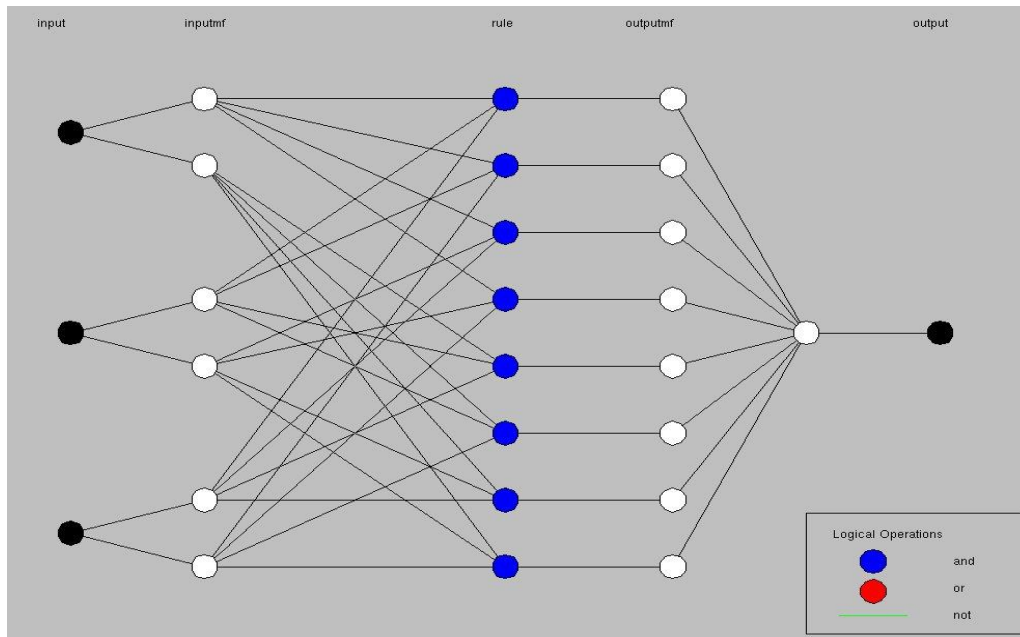 input inputmf rule outputmf output
Logical Operations
and
or
not